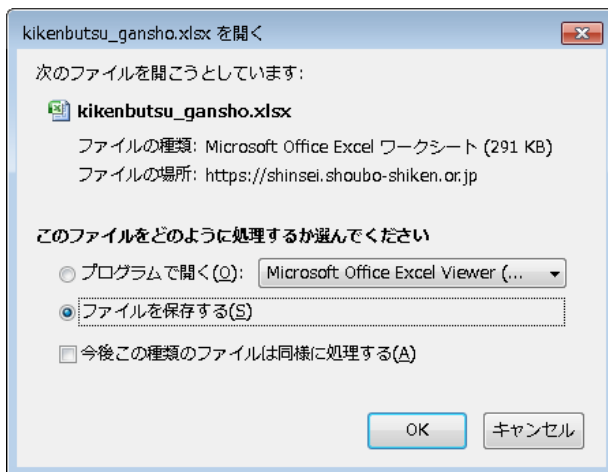 kikenbutsu_gansho.xlsx を開く
次のファイルを開こうとしています:
kikenbutsu_gansho.xlsx
ファイルの種類: Microsoft Office Excel ワークシート (291 KB)
ファイルの場所: https://shinsei.shoubo-shiken.or.jp
このファイルをどのように処理するか選んでください
プログラムで開く(O): Microsoft Office Excel Viewer (...
ファイルを保存する(S)
今後この種類のファイルは同様に処理する(A)
OK キャンセル